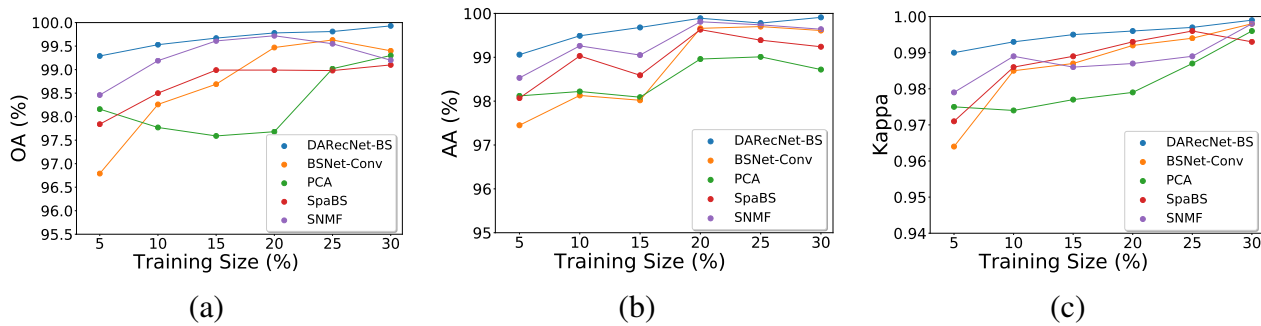 100.0
99.5
99.0
98.5
98.0
97.5
97.0
96.5
96.0
95.5
OA (%)
5 10 15 20 25 30
Training Size (%)
DARecNet-BS
BSNet-Conv
PCA
SpaBS
SNMF
(a)
100
99
98
97
96
95
AA (%)
5 10 15 20 25 30
Training Size (%)
DARecNet-BS
BSNet-Conv
PCA
SpaBS
SNMF
(b)
1.00
0.99
0.98
0.97
0.96
0.95
0.94
Kappa
5 10 15 20 25 30
Training Size (%)
DARecNet-BS
BSNet-Conv
PCA
SpaBS
SNMF
(c)